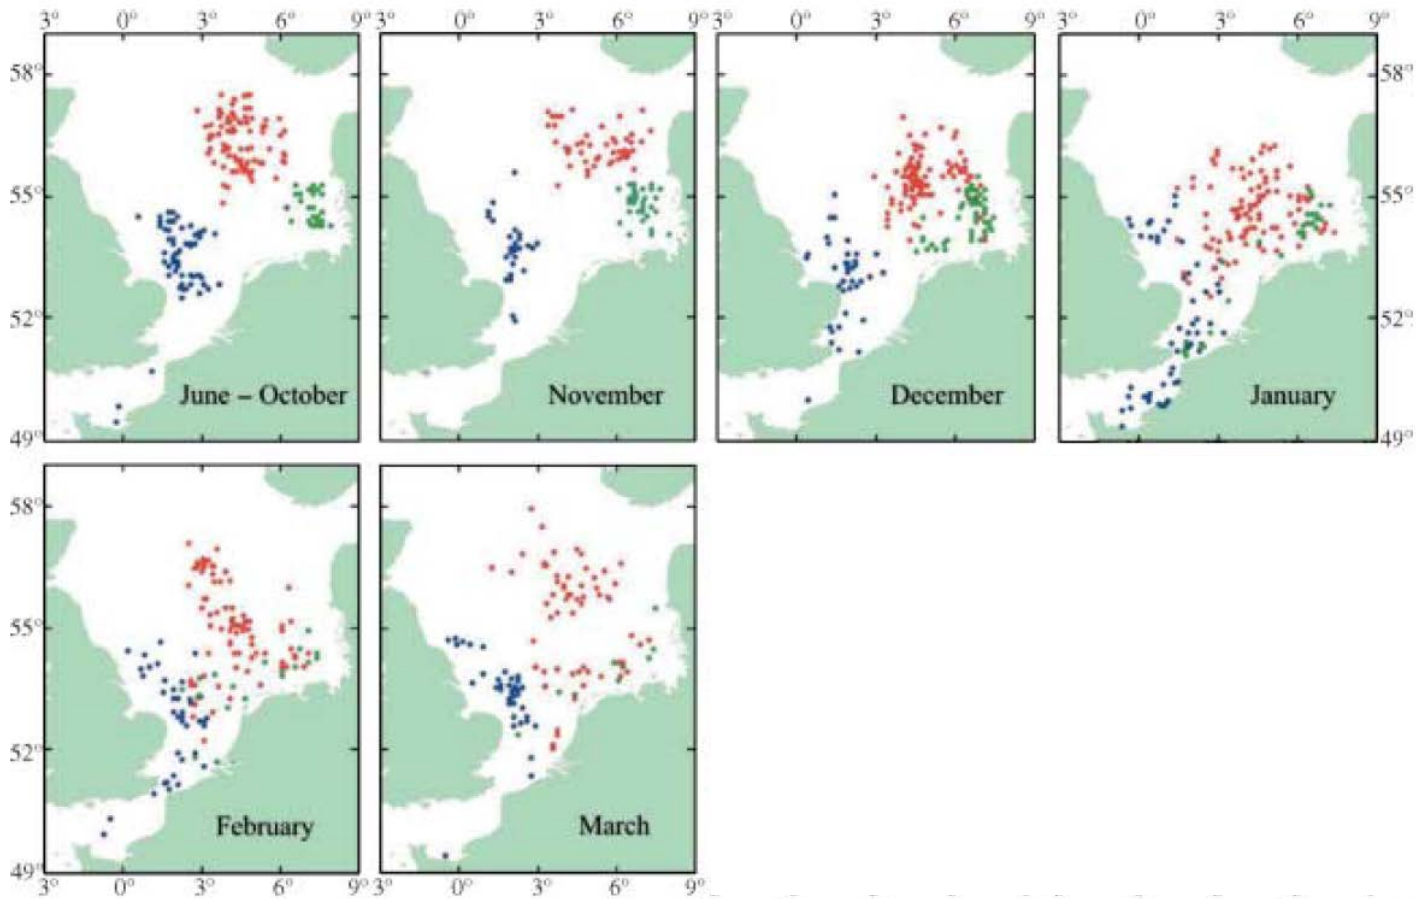 3° 0° 3° 6° 9° 3° 0° 3° 6° 9° 3° 0° 3° 6° 9° 3° 0° 3° 6° 9°
58° 58°
55° 55°
52° 52°
June – October November December January
49° 49°
58°
55°
52°
February March
49°
3° 0° 3° 6° 9° 3° 0° 3° 6° 9°